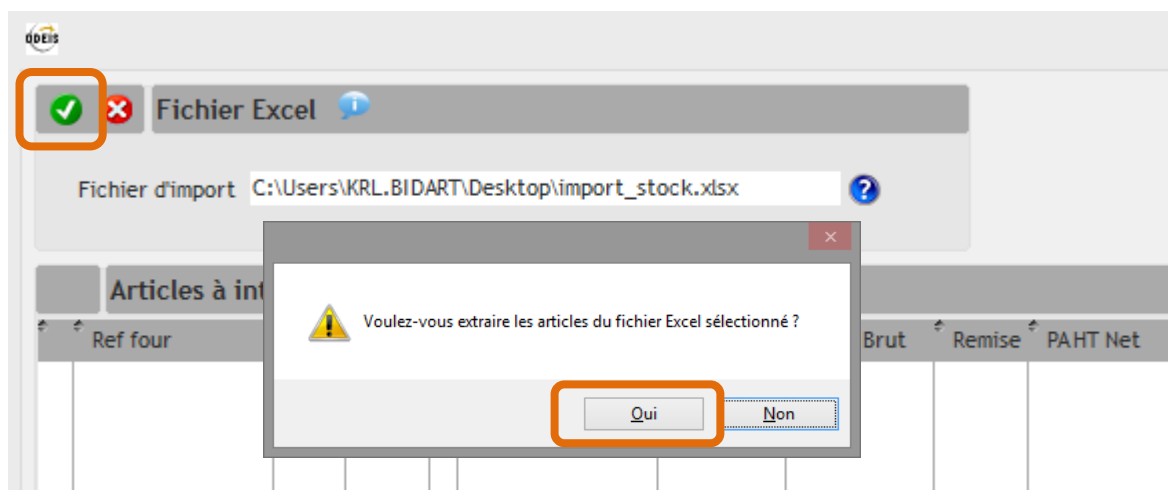 ODEIS
Fichier Excel
Fichier d'import C:\Users\KRL.BIDART\Desktop\import_stock.xlsx
Articles à int
Voulez-vous extraire les articles du fichier Excel sélectionné ?
Ref four Brut Remise PAHT Net
Oui Non